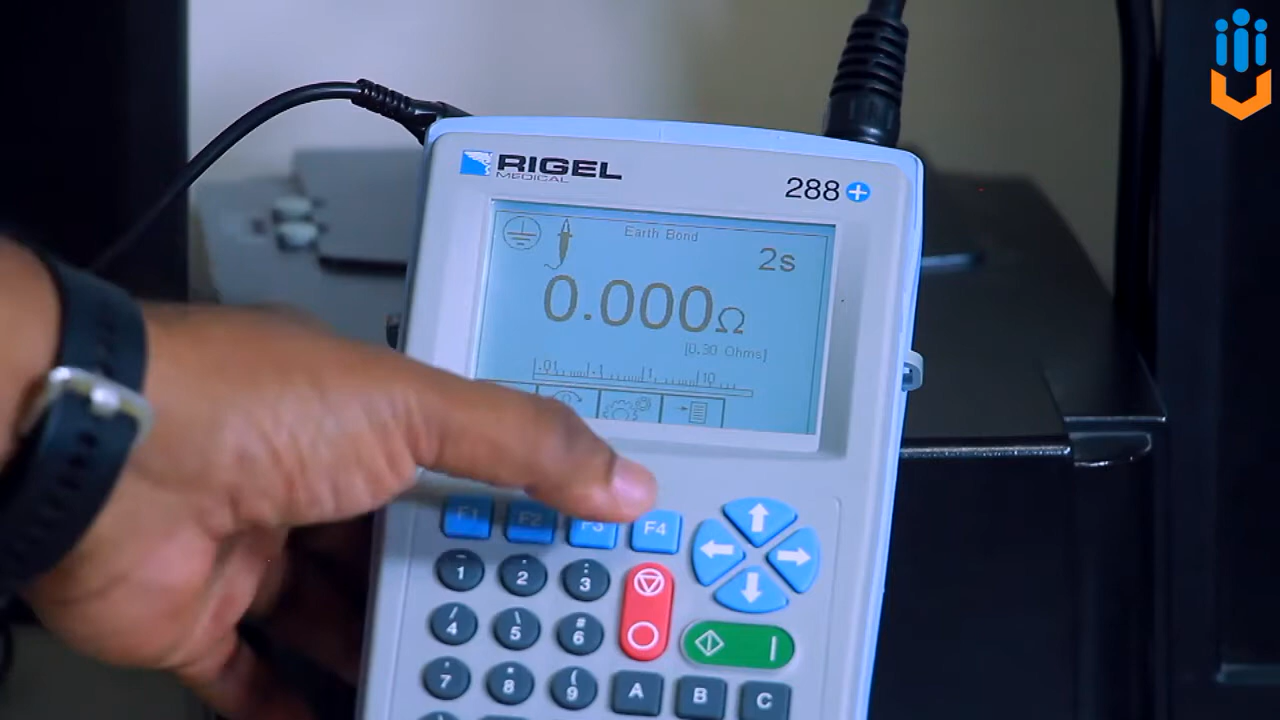 RIGEL
MEDICAL
288+
Earth Bond
2s
0.000Ω
[0.30 Ohms]
.01 .1 1 10
F1 F2 F3 F4
1 2 3
/ \ #
4 5 6
7 8 9
( 
A B C